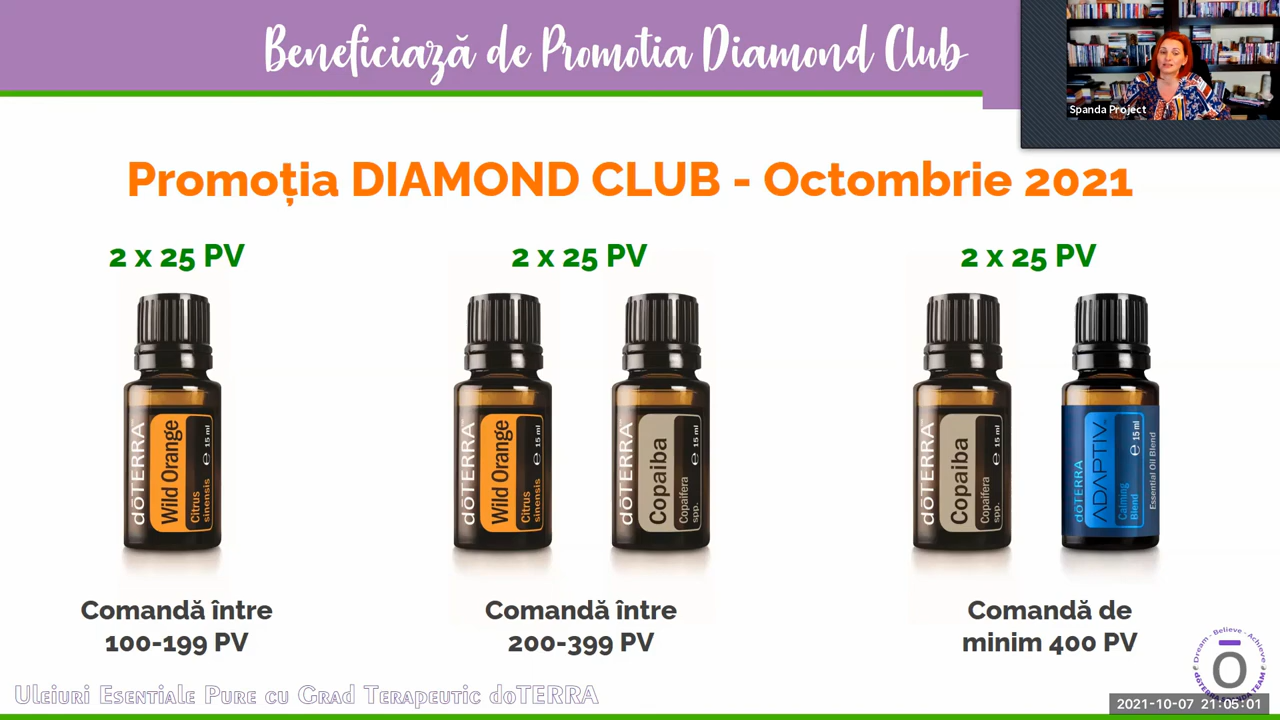 Beneficiază de Promotia Diamond Club
Spanda Project
Promoția DIAMOND CLUB - Octombrie 2021
2 x 25 PV
2 x 25 PV
2 x 25 PV
dōTERRA
Wild Orange
Citrus
sinensis
e 15 ml
dōTERRA
Wild Orange
Citrus
sinensis
e 15 ml
dōTERRA
Copaiba
Copaifera
spp.
e 15 ml
dōTERRA
Copaiba
Copaifera
spp.
e 15 ml
dōTERRA
ADAPTIV™
Calming
Blend
e 15 ml
Essential Oil Blend
Comandă între
100-199 PV
Comandă între
200-399 PV
Comandă de
minim 400 PV
Dream - Believe - Achieve
Ō
Uleiuri Esentiale Pure cu Grad Terapeutic doTERRA
2021-10-07 21:05:01